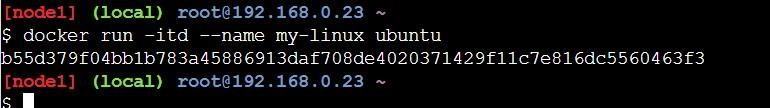 [node1] (local) root@192.168.0.23 ~
$ docker run -itd --name my-linux ubuntu
b55d379f04bb1b783a45886913daf708de4020371429f11c7e816dc5560463f3
[node1] (local) root@192.168.0.23 ~
$